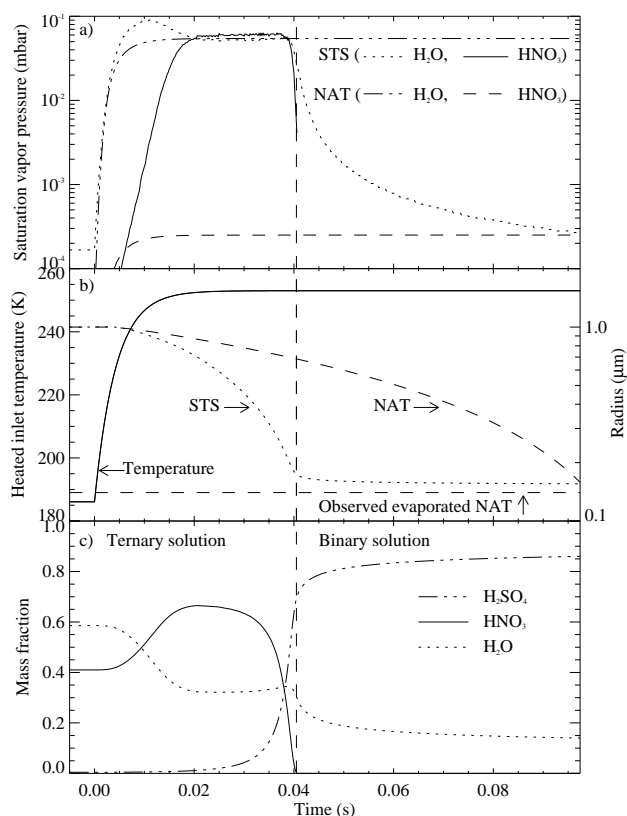 a)
Saturation vapor pressure (mbar)
10⁻¹
10⁻²
10⁻³
10⁻⁴
STS ( H₂O, HNO₃)
NAT ( H₂O, HNO₃)
b)
Heated inlet temperature (K)
260
240
220
200
180
STS
NAT
Temperature
Observed evaporated NAT
1.0
0.1
Radius (μm)
c) Ternary solution Binary solution
Mass fraction
1.0
0.8
0.6
0.4
0.2
0.0
H₂SO₄
HNO₃
H₂O
0.00 0.02 0.04 0.06 0.08
Time (s)